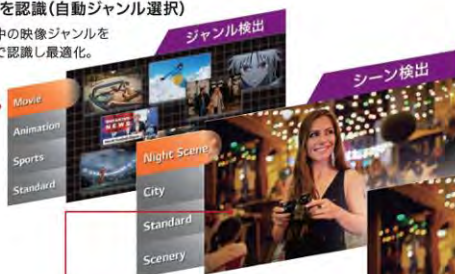 を認識(自動ジャンル選択)
中の映像ジャンルを
で認識し最適化。
ジャンル検出
Movie
Animation
Sports
Standard
NEWS
シーン検出
Night Scene
City
Standard
Scenery